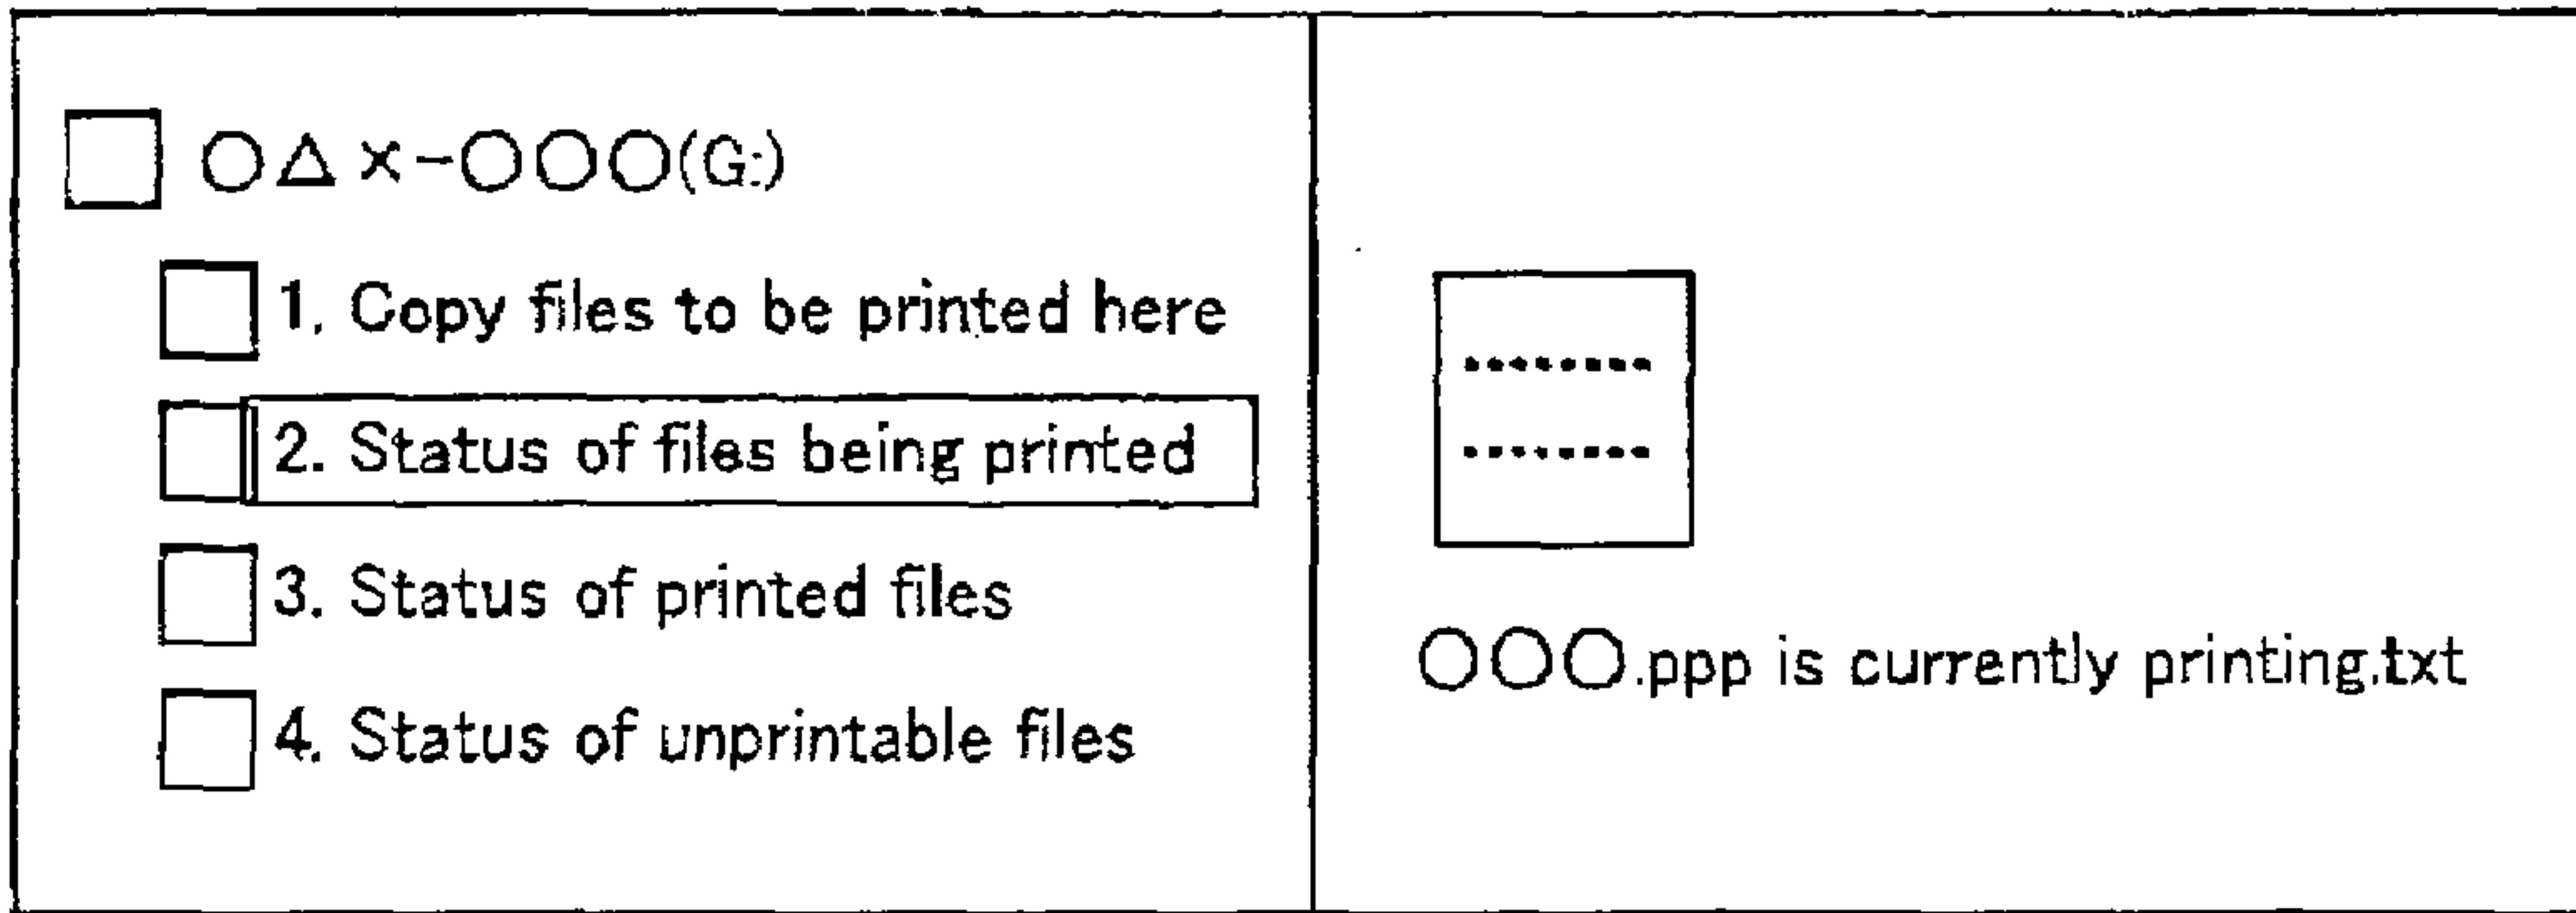 ○△×-○○○(G:)
1. Copy files to be printed here
2. Status of files being printed
3. Status of printed files
4. Status of unprintable files
○○○.ppp is currently printing.txt